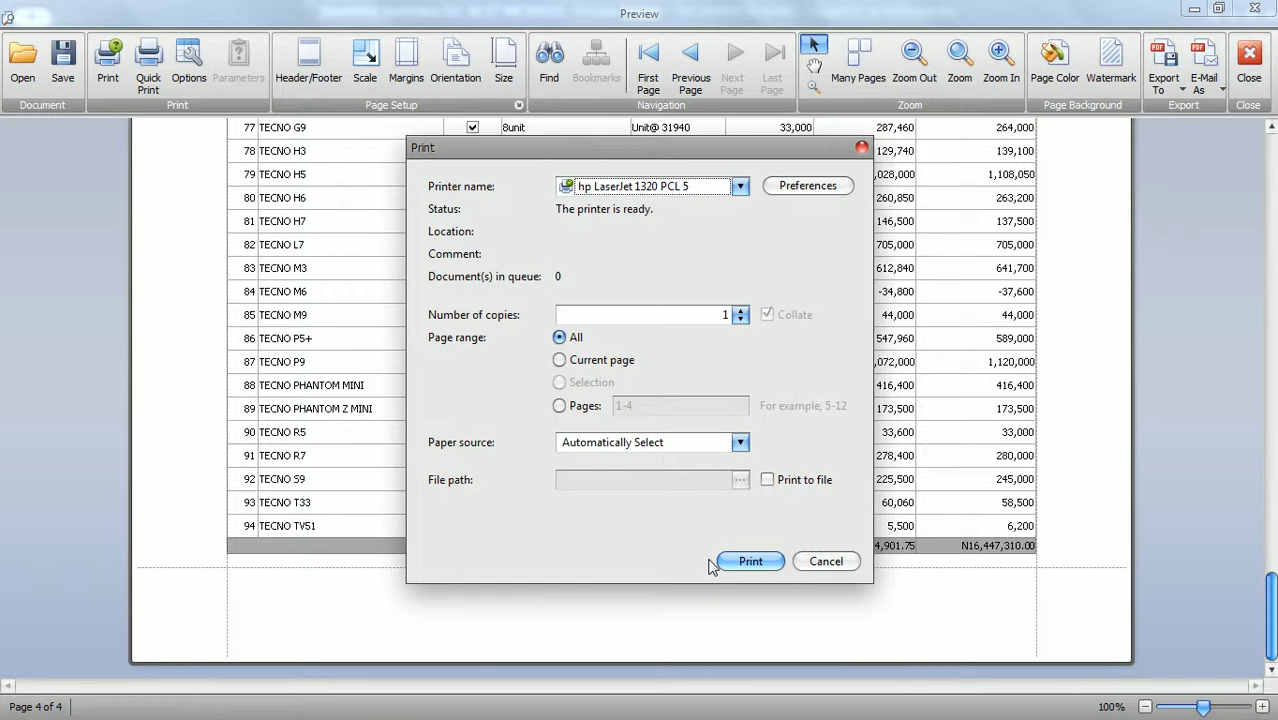 Preview
Open
Save
Print
Quick Print
Options
Parameters
Header/Footer
Scale
Margins
Orientation
Size
Find
Bookmarks
First Page
Previous Page
Next Page
Last Page
Many Pages
Zoom Out
Zoom
Zoom In
Page Color
Watermark
Export To
E-Mail As
Close
Document
Print
Page Setup
Navigation
Zoom
Page Background
Export
Close
77 TECNO G9 8unit Unit@ 31940 33,000 287,460 264,000
78 TECNO H3 129,740 139,100
79 TECNO H5 ,028,000 1,108,050
80 TECNO H6 260,850 263,200
81 TECNO H7 146,500 137,500
82 TECNO L7 705,000 705,000
83 TECNO M3 612,840 641,700
84 TECNO M6 -34,800 -37,600
85 TECNO M9 44,000 44,000
86 TECNO P5+ 547,960 589,000
87 TECNO P9 ,072,000 1,120,000
88 TECNO PHANTOM MINI 416,400 416,400
89 TECNO PHANTOM Z MINI 173,500 173,500
90 TECNO R5 33,600 33,000
91 TECNO R7 278,400 280,000
92 TECNO S9 225,500 245,000
93 TECNO T33 60,060 58,500
94 TECNO TV51 5,500 6,200
4,901.75 N16,447,310.00
Print
Printer name: hp LaserJet 1320 PCL 5 Preferences
Status: The printer is ready.
Location:
Comment:
Document(s) in queue: 0
Number of copies: 1 Collate
Page range: All
Current page
Selection
Pages: 1-4 For example, 5-12
Paper source: Automatically Select
File path: ... Print to file
Print Cancel
Page 4 of 4 100%